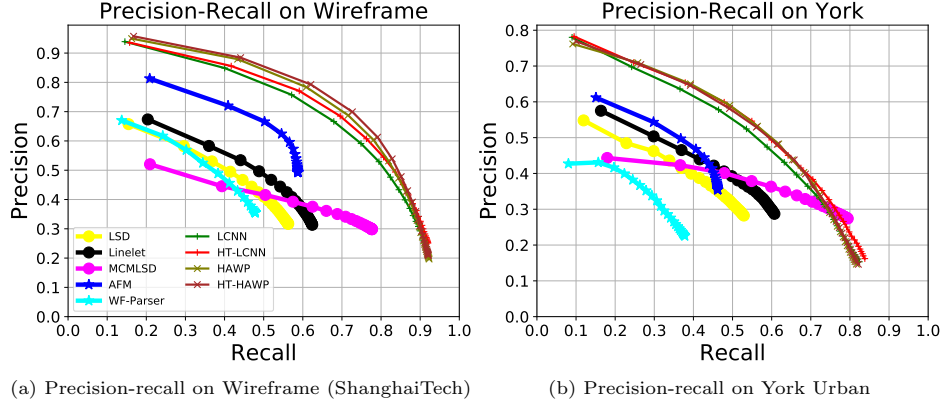 Precision-Recall on Wireframe
Precision
0.9
0.8
0.7
0.6
0.5
0.4
0.3
0.2
0.1
0.0
0.0 0.1 0.2 0.3 0.4 0.5 0.6 0.7 0.8 0.9 1.0
Recall
LSD
Linelet
MCMLSD
AFM
WF-Parser
LCNN
HT-LCNN
HAWP
HT-HAWP
(a) Precision-recall on Wireframe (ShanghaiTech)
Precision-Recall on York
Precision
0.8
0.7
0.6
0.5
0.4
0.3
0.2
0.1
0.0
0.0 0.1 0.2 0.3 0.4 0.5 0.6 0.7 0.8 0.9 1.0
Recall
(b) Precision-recall on York Urban